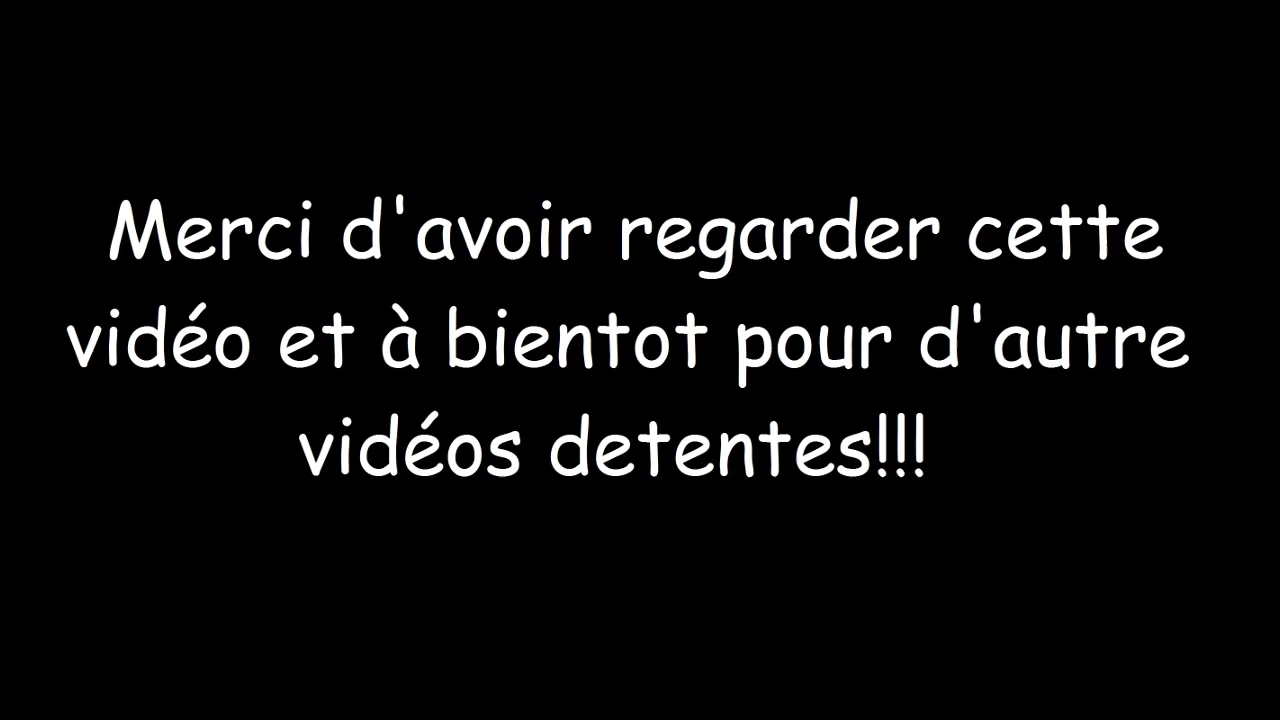 Merci d'avoir regarder cette
vidéo et à bientot pour d'autre
vidéos detentes!!!